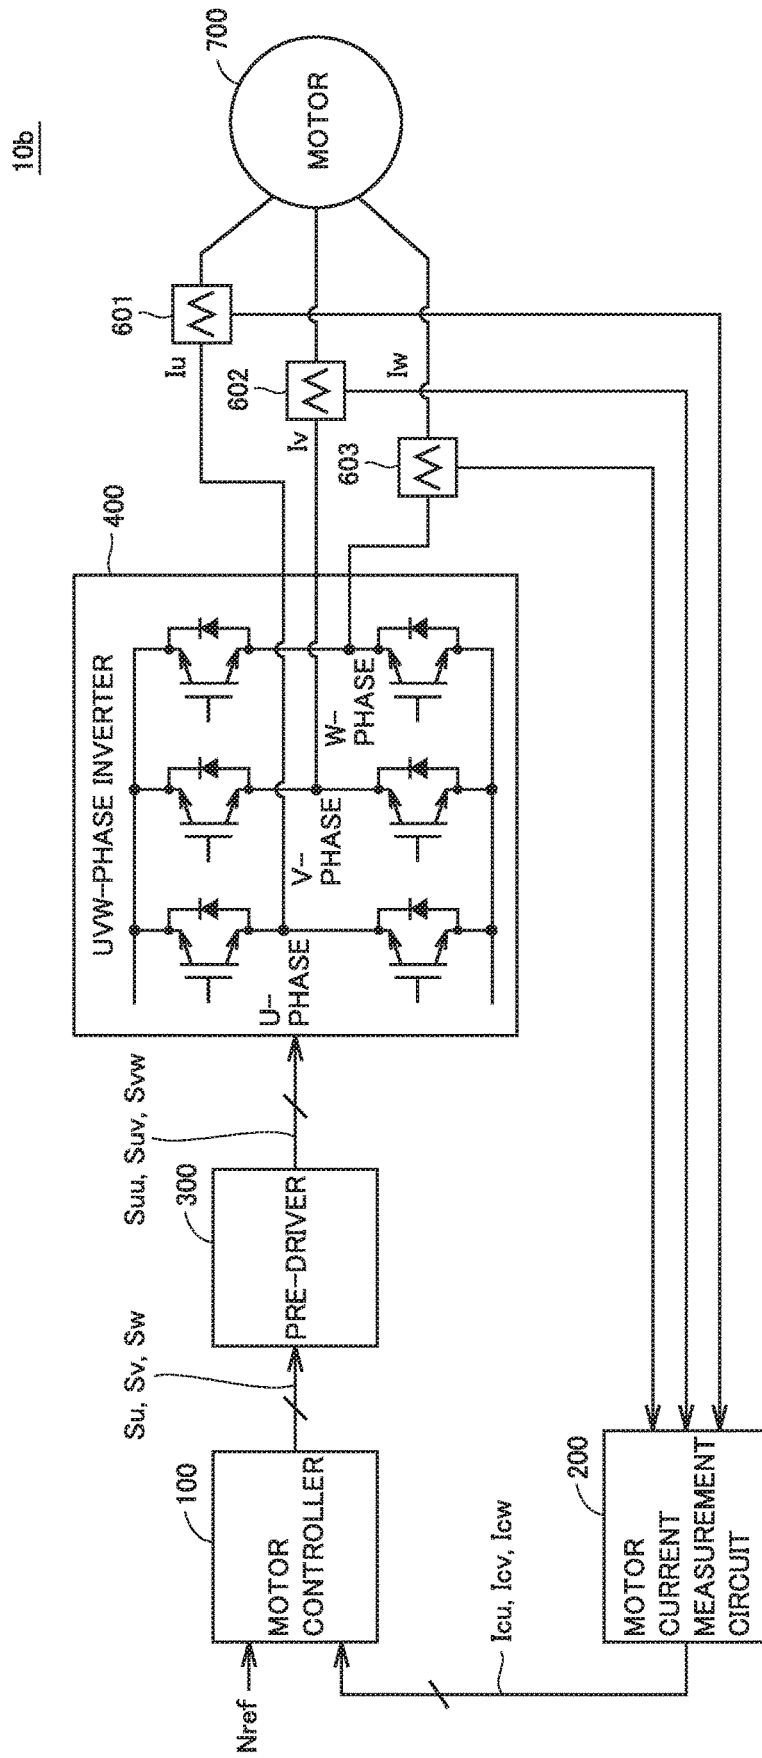 10b
Nref
MOTOR
CONTROLLER
100
Su, Sv, Sw
PRE-DRIVER
300
Suu, Suv, Svw
UVW-PHASE INVERTER
400
U-
PHASE
V-
PHASE
W-
PHASE
Iu
601
Iv
602
Iw
603
MOTOR
700
MOTOR
CURRENT
MEASUREMENT
CIRCUIT
200
Icu, Icv, Icw